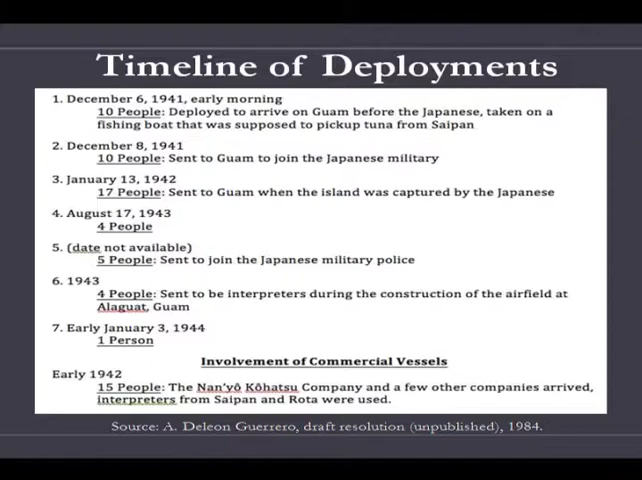 Timeline of Deployments
1. December 6, 1941, early morning
10 People: Deployed to arrive on Guam before the Japanese, taken on a
fishing boat that was supposed to pickup tuna from Saipan
2. December 8, 1941
10 People: Sent to Guam to join the Japanese military
3. January 13, 1942
17 People: Sent to Guam when the island was captured by the Japanese
4. August 17, 1943
4 People
5. (date not available)
5 People: Sent to join the Japanese military police
6. 1943
4 People: Sent to be interpreters during the construction of the airfield at
Alaguat, Guam
7. Early January 3, 1944
1 Person
Involvement of Commercial Vessels
Early 1942
15 People: The Nan'yō Kōhatsu Company and a few other companies arrived,
interpreters from Saipan and Rota were used.
Source: A. Deleon Guerrero, draft resolution (unpublished), 1984.